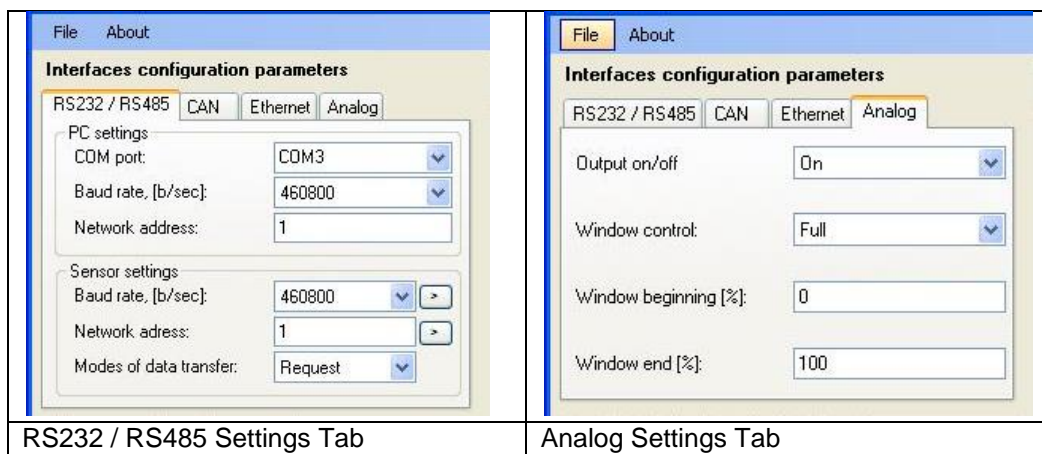 File About
Interfaces configuration parameters
RS232 / RS485 CAN Ethernet Analog
PC settings
COM port: COM3
Baud rate, [b/sec]: 460800
Network address: 1
Sensor settings
Baud rate, [b/sec]: 460800 >
Network adress: 1 >
Modes of data transfer: Request
RS232 / RS485 Settings Tab
File About
Interfaces configuration parameters
RS232 / RS485 CAN Ethernet Analog
Output on/off On
Window control: Full
Window beginning [%]: 0
Window end [%]: 100
Analog Settings Tab